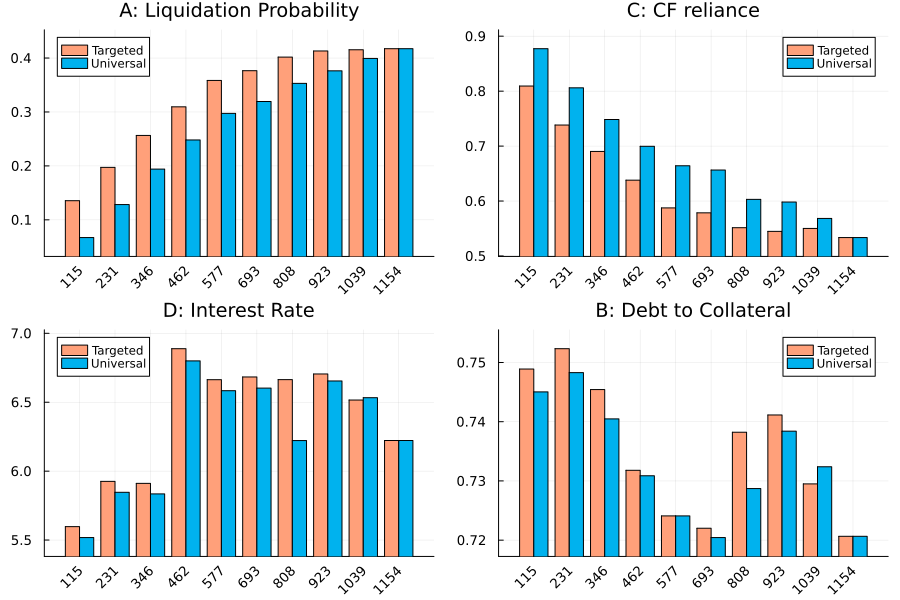 A: Liquidation Probability
Targeted
Universal
0.4
0.3
0.2
0.1
115 231 346 462 577 693 808 923 1039 1154
C: CF reliance
Targeted
Universal
0.9
0.8
0.7
0.6
0.5
115 231 346 462 577 693 808 923 1039 1154
D: Interest Rate
Targeted
Universal
7.0
6.5
6.0
5.5
115 231 346 462 577 693 808 923 1039 1154
B: Debt to Collateral
Targeted
Universal
0.75
0.74
0.73
0.72
115 231 346 462 577 693 808 923 1039 1154